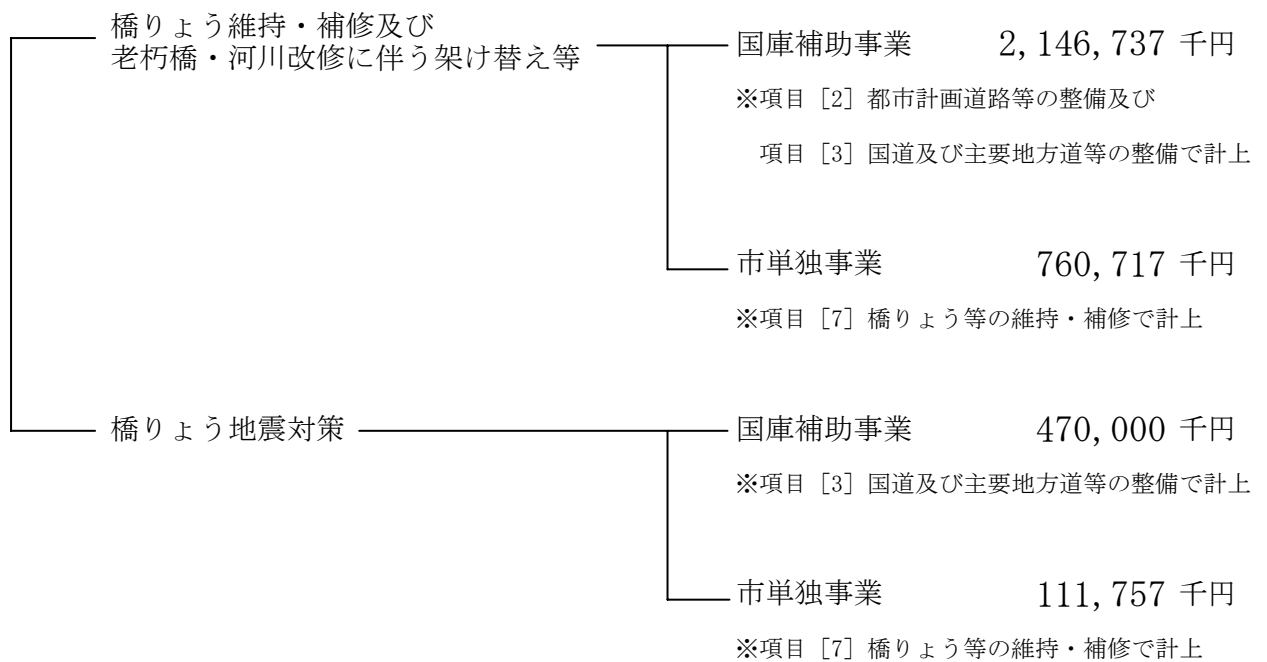 橋りょう維持・補修及び
老朽橋・河川改修に伴う架け替え等
国庫補助事業 2,146,737 千円
※項目［2］都市計画道路等の整備及び
項目［3］国道及び主要地方道等の整備で計上
市単独事業 760,717 千円
※項目［7］橋りょう等の維持・補修で計上
橋りょう地震対策
国庫補助事業 470,000 千円
※項目［3］国道及び主要地方道等の整備で計上
市単独事業 111,757 千円
※項目［7］橋りょう等の維持・補修で計上